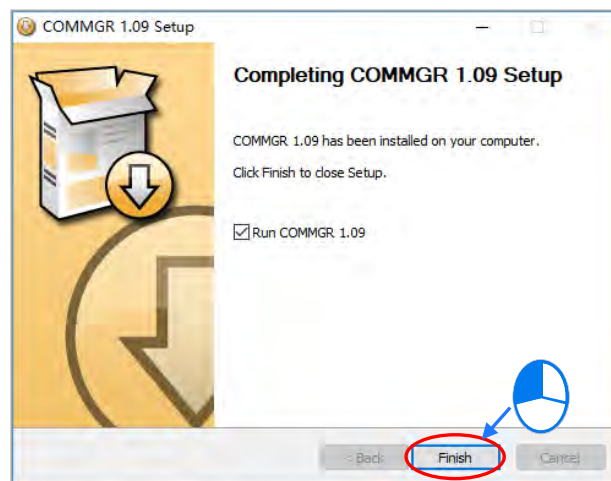 COMMGR 1.09 Setup
Completing COMMGR 1.09 Setup
COMMGR 1.09 has been installed on your computer.
Click Finish to close Setup.
Run COMMGR 1.09
< Back Finish Cancel